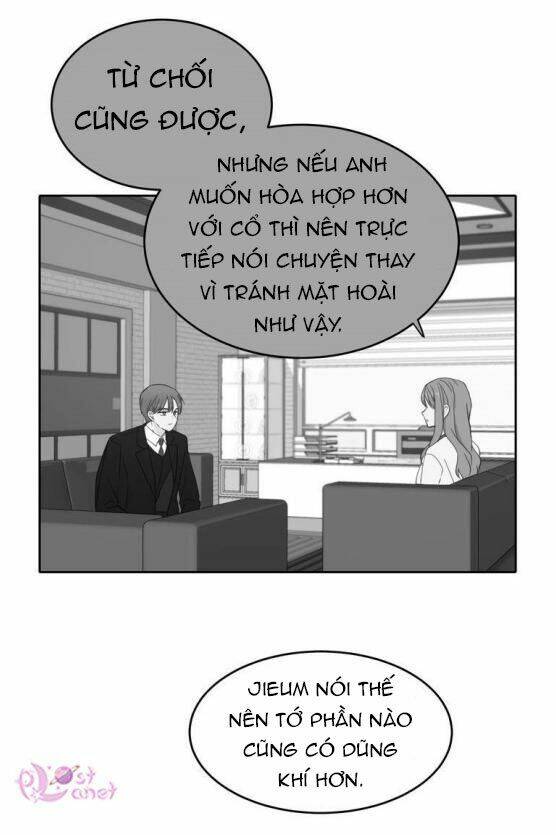 TỪ CHỐI
CŨNG ĐƯỢC,
NHƯNG NẾU ANH
MUỐN HÒA HỢP HƠN
VỚI CỔ THÌ NÊN TRỰC
TIẾP NÓI CHUYỆN THAY
VÌ TRÁNH MẶT HOÀI
NHƯ VẬY.
JIEUM NÓI THẾ
NÊN TỚ PHẦN NÀO
CŨNG CÓ DŨNG
KHÍ HƠN.
Lost
Planet